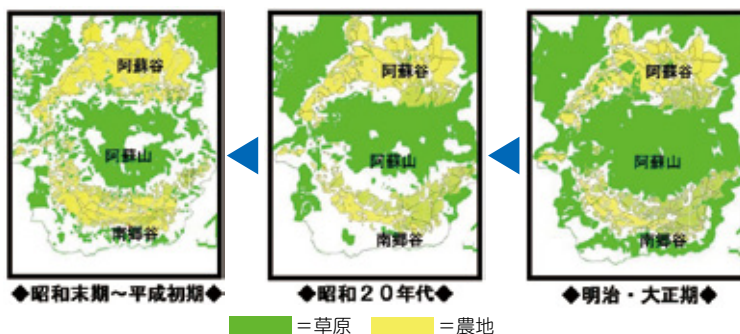 阿蘇谷
阿蘇山
南郷谷
◆昭和末期~平成初期◆
阿蘇谷
阿蘇山
南郷谷
◆昭和20年代◆
阿蘇谷
阿蘇山
南郷谷
◆明治・大正期◆
=草原 =農地